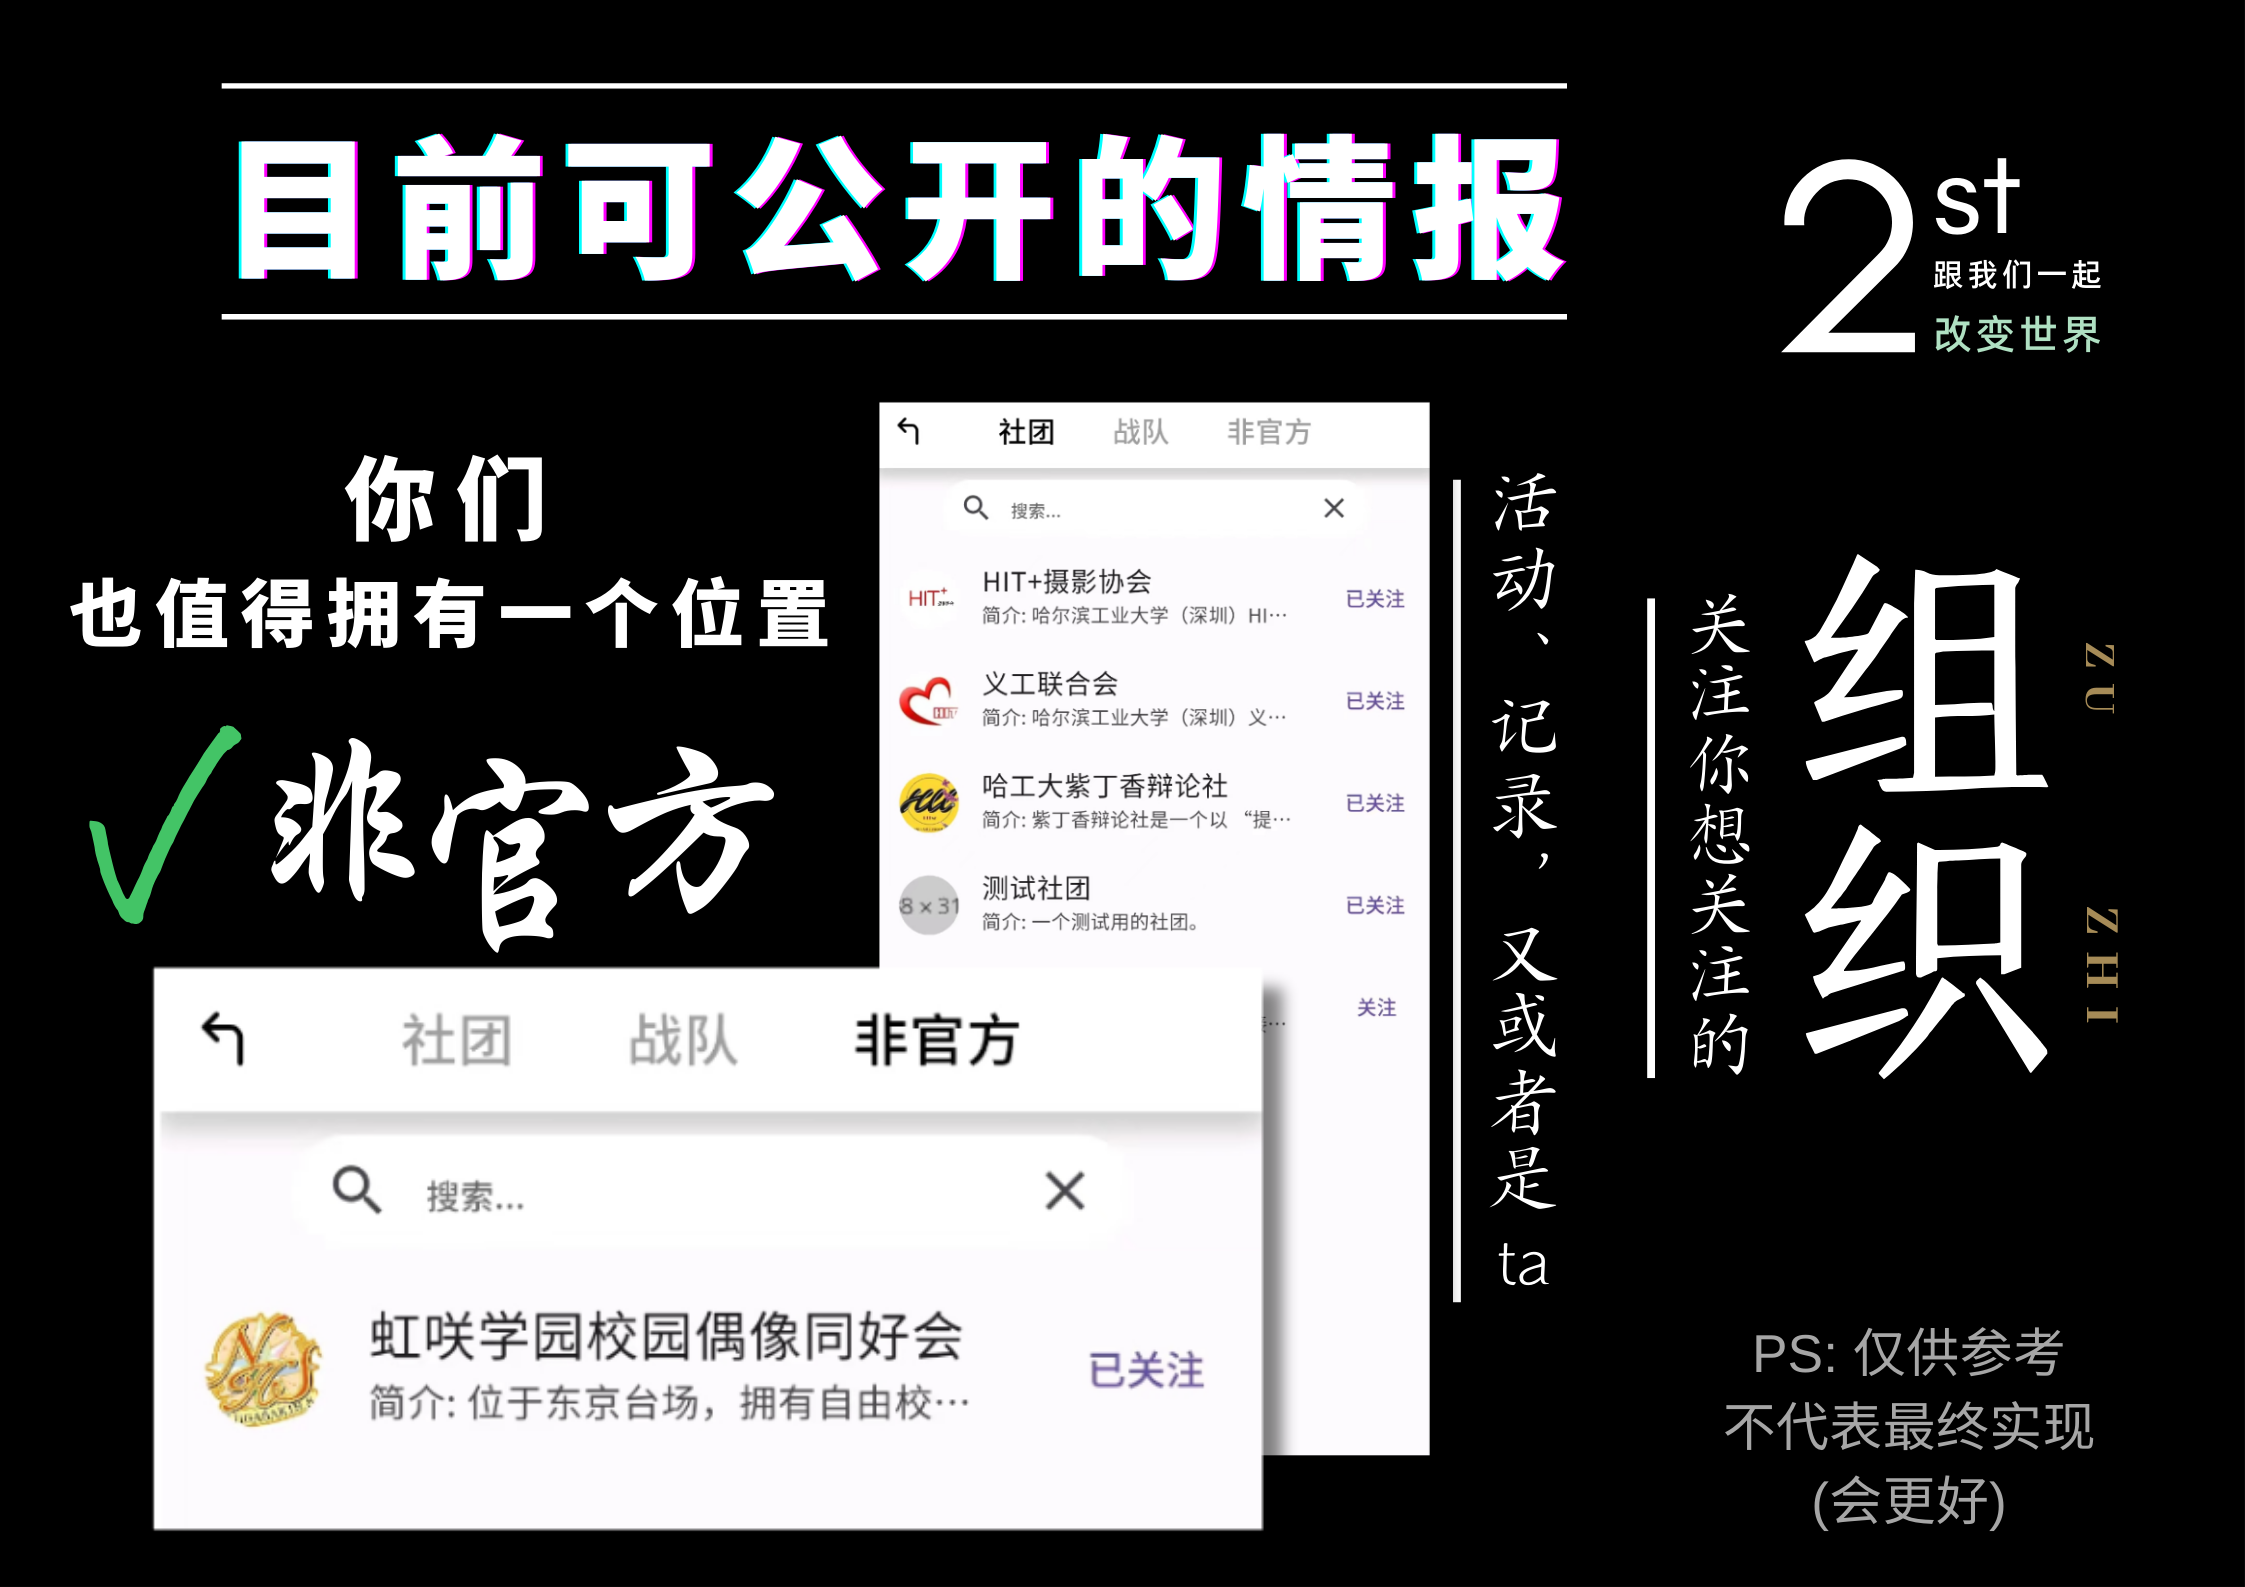 目前可公开的情报
2st
跟我们一起
改变世界
你们
也值得拥有一个位置
非官方
社团 战队 非官方
搜索...
HIT+
HIT+摄影协会
简介: 哈尔滨工业大学（深圳）HI…
已关注
义工联合会
简介: 哈尔滨工业大学（深圳）义…
已关注
哈工大紫丁香辩论社
简介: 紫丁香辩论社是一个以 “提…
已关注
8×31
测试社团
简介: 一个测试用的社团。
已关注
关注
社团 战队 非官方
搜索...
虹咲学园校园偶像同好会
简介: 位于东京台场，拥有自由校…
已关注
组织
ZU ZHI
关注你想关注的
活动、记录，又或者是ta
PS: 仅供参考
不代表最终实现
(会更好)